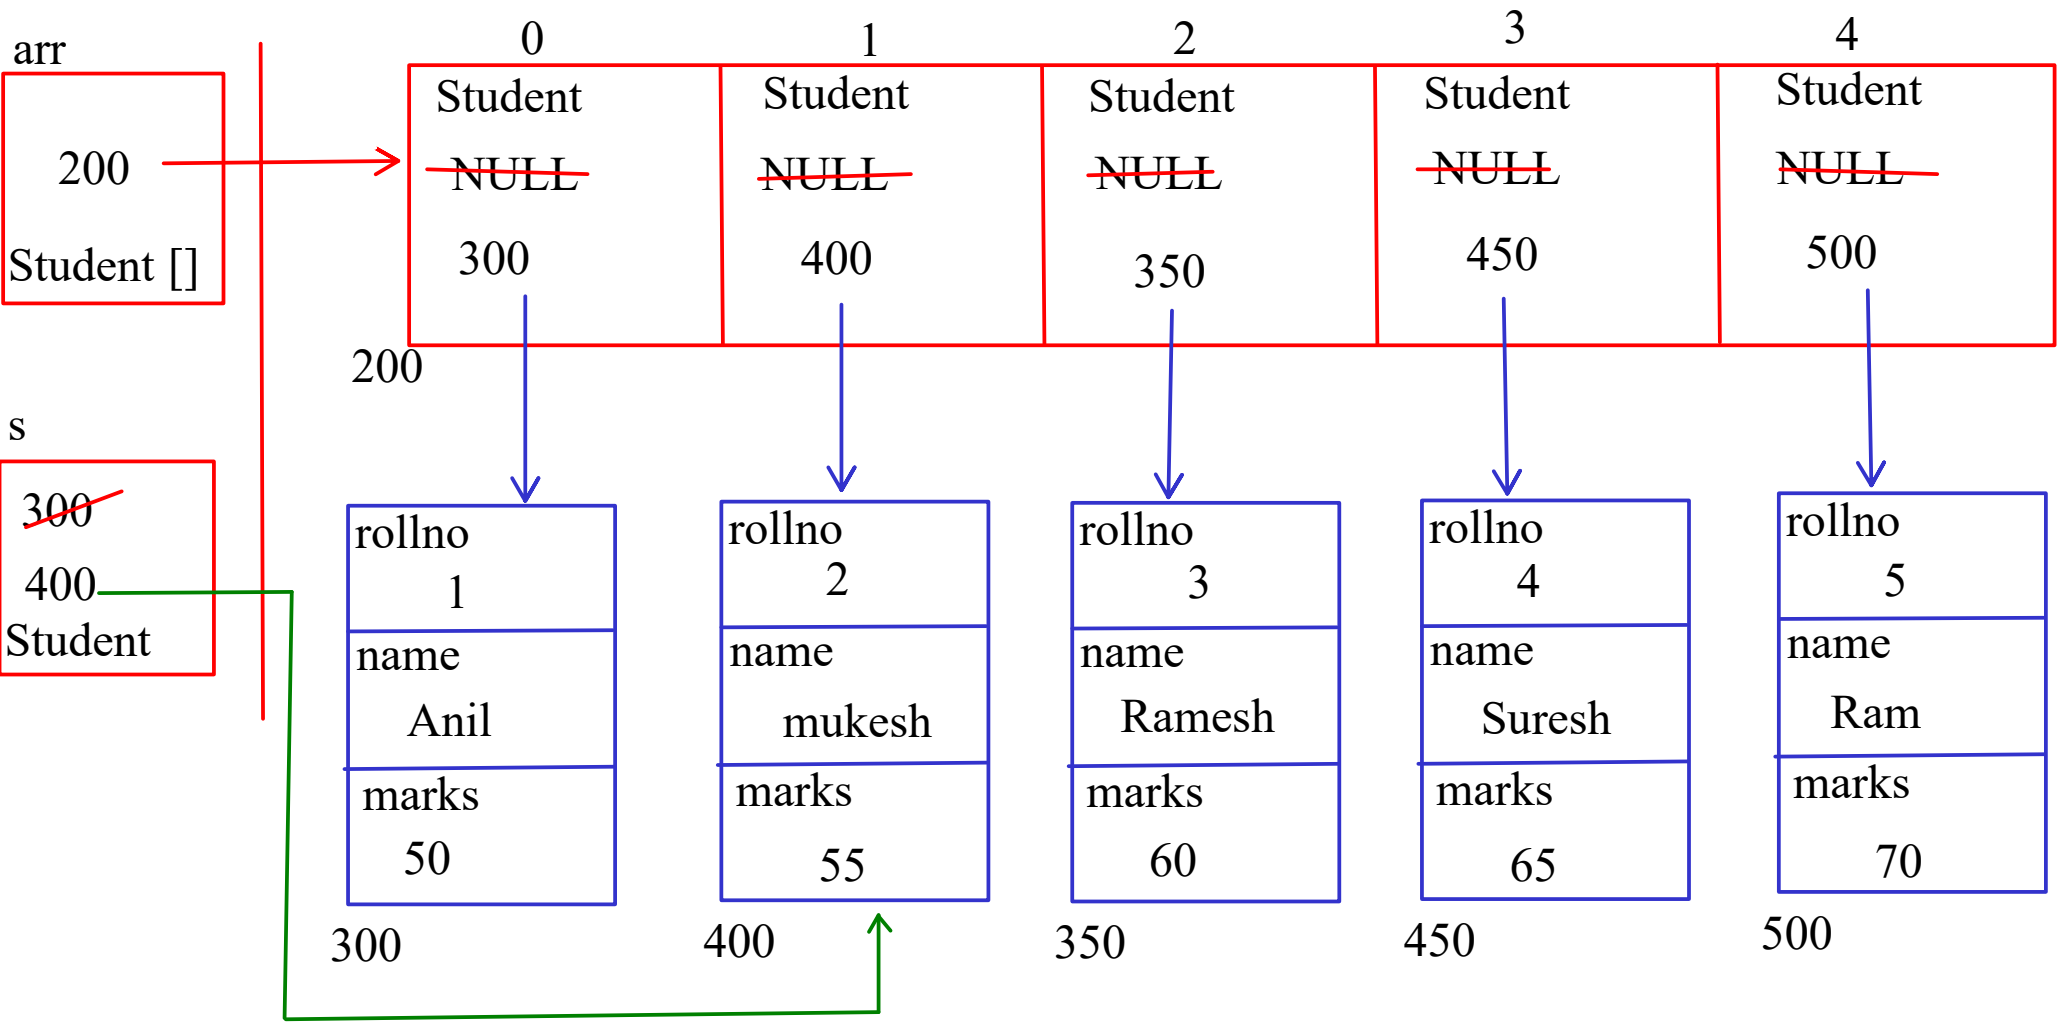 arr
200
Student []
0 1 2 3 4
Student Student Student Student Student
NULL NULL NULL NULL NULL
300 400 350 450 500
200
s
300
400
Student
rollno
1
name
Anil
marks
50
300
rollno
2
name
mukesh
marks
55
400
rollno
3
name
Ramesh
marks
60
350
rollno
4
name
Suresh
marks
65
450
rollno
5
name
Ram
marks
70
500